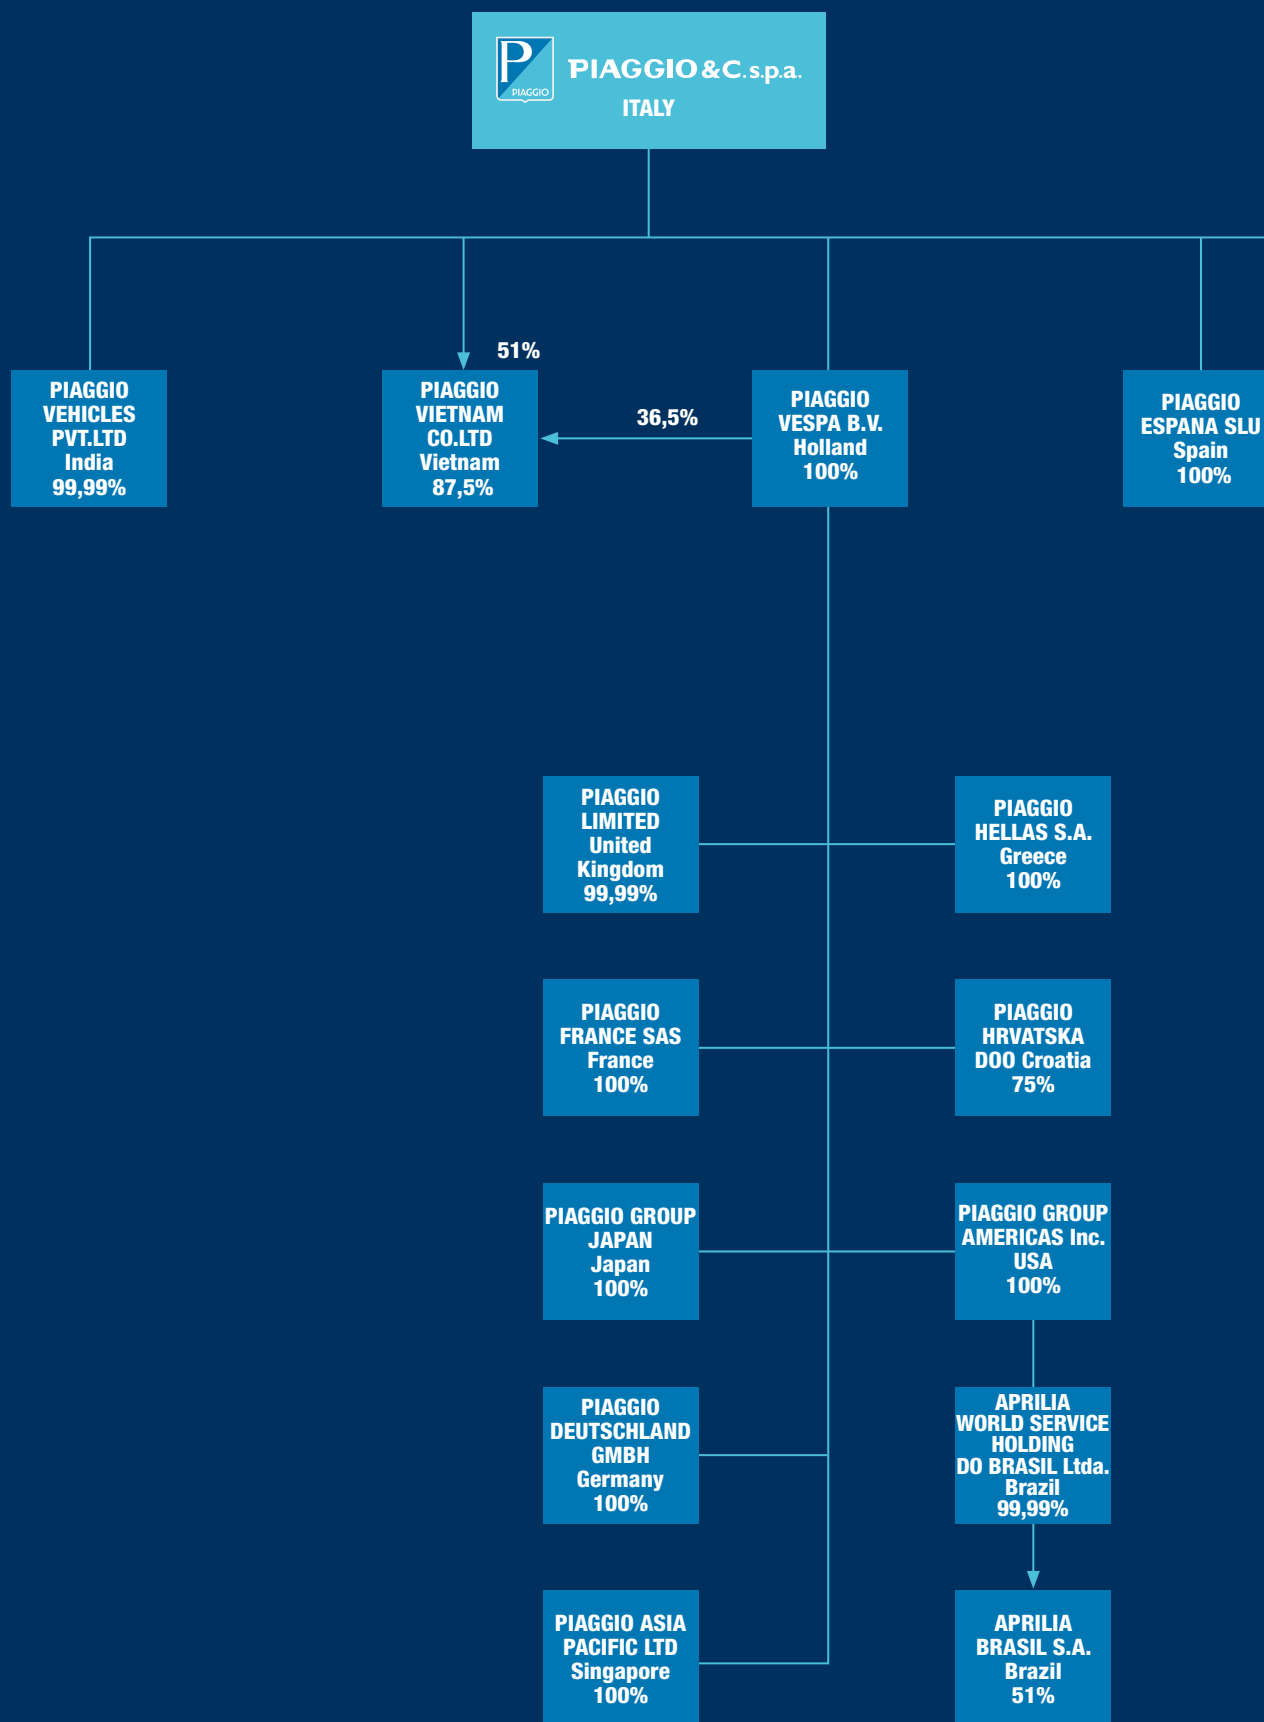 P
PIAGGIO
PIAGGIO & C. s.p.a.
ITALY
51%
PIAGGIO
VEHICLES
PVT.LTD
India
99,99%
PIAGGIO
VIETNAM
CO.LTD
Vietnam
87,5%
36,5%
PIAGGIO
VESPA B.V.
Holland
100%
PIAGGIO
ESPANA SLU
Spain
100%
PIAGGIO
LIMITED
United
Kingdom
99,99%
PIAGGIO
HELLAS S.A.
Greece
100%
PIAGGIO
FRANCE SAS
France
100%
PIAGGIO
HRVATSKA
DOO Croatia
75%
PIAGGIO GROUP
JAPAN
Japan
100%
PIAGGIO GROUP
AMERICAS Inc.
USA
100%
PIAGGIO
DEUTSCHLAND
GMBH
Germany
100%
APRILIA
WORLD SERVICE
HOLDING
DO BRASIL Ltda.
Brazil
99,99%
PIAGGIO ASIA
PACIFIC LTD
Singapore
100%
APRILIA
BRASIL S.A.
Brazil
51%